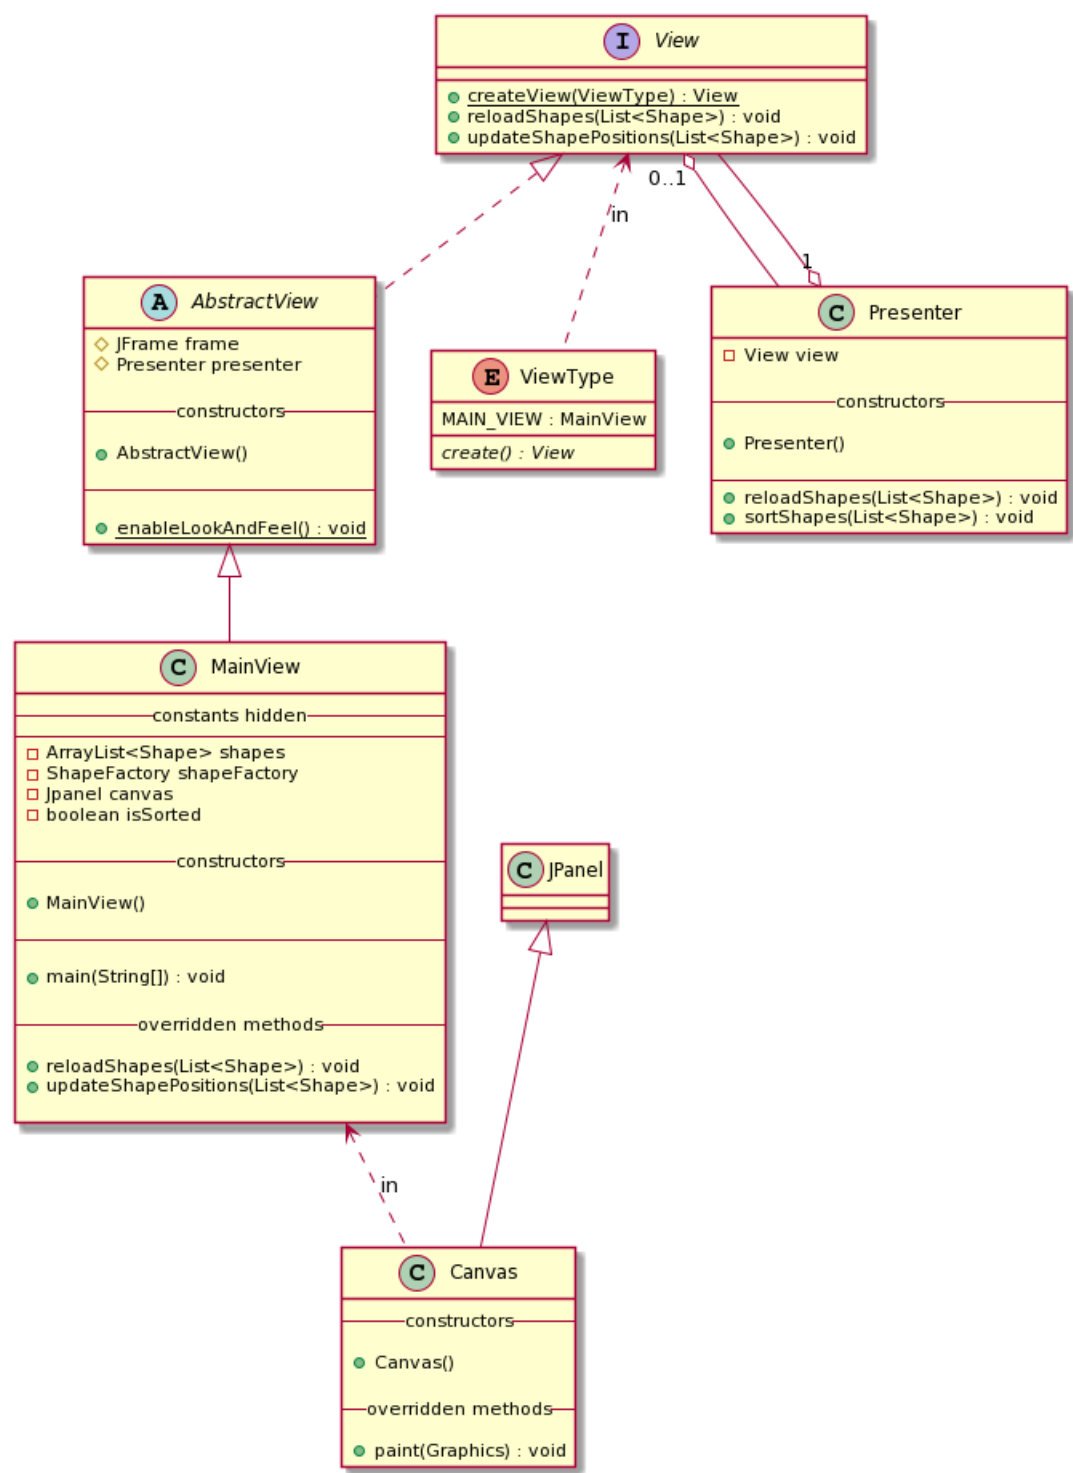 I View
createView(ViewType) : View
reloadShapes(List<Shape>) : void
updateShapePositions(List<Shape>) : void
0..1
in
1
A AbstractView
JFrame frame
Presenter presenter
constructors
AbstractView()
enableLookAndFeel() : void
E ViewType
MAIN_VIEW : MainView
create() : View
C Presenter
View view
constructors
Presenter()
reloadShapes(List<Shape>) : void
sortShapes(List<Shape>) : void
C MainView
constants hidden
ArrayList<Shape> shapes
ShapeFactory shapeFactory
Jpanel canvas
boolean isSorted
constructors
MainView()
main(String[]) : void
overridden methods
reloadShapes(List<Shape>) : void
updateShapePositions(List<Shape>) : void
C JPanel
in
C Canvas
constructors
Canvas()
overridden methods
paint(Graphics) : void